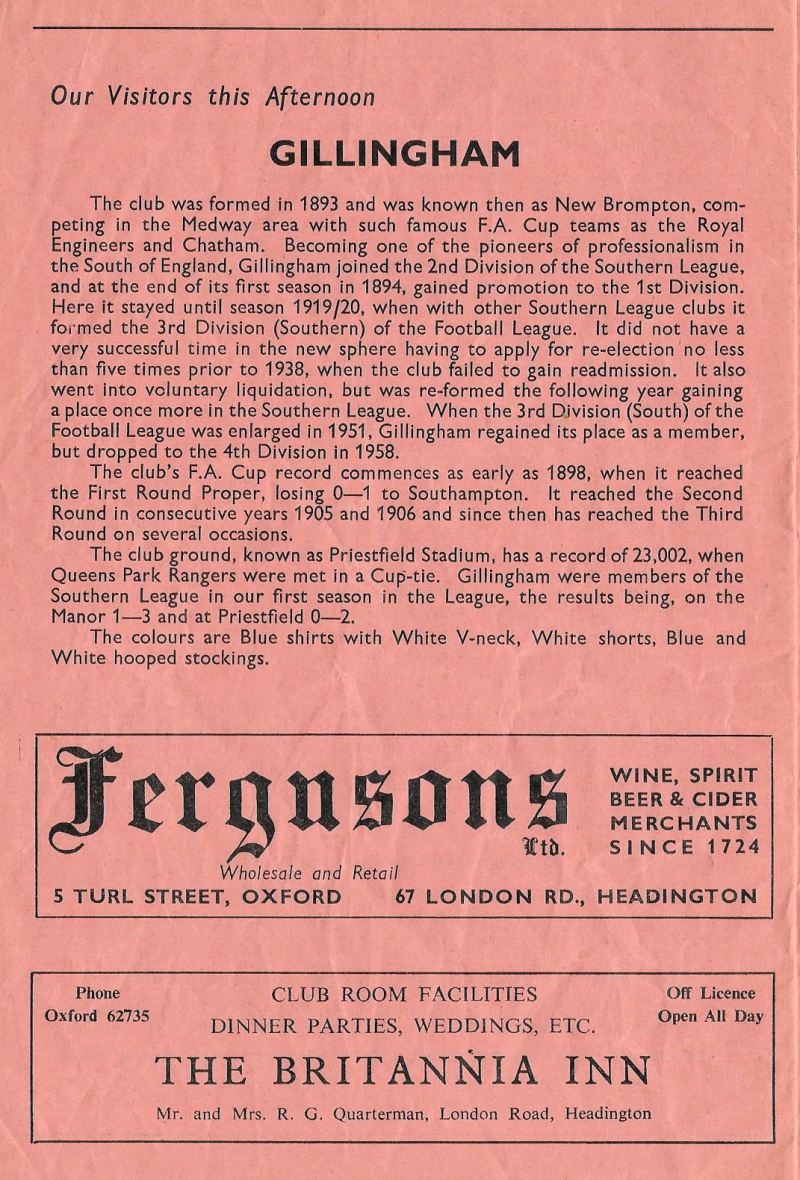 Our Visitors this Afternoon
GILLINGHAM
The club was formed in 1893 and was known then as New Brompton, com-
peting in the Medway area with such famous F.A. Cup teams as the Royal
Engineers and Chatham. Becoming one of the pioneers of professionalism in
the South of England, Gillingham joined the 2nd Division of the Southern League,
and at the end of its first season in 1894, gained promotion to the 1st Division.
Here it stayed until season 1919/20, when with other Southern League clubs it
formed the 3rd Division (Southern) of the Football League. It did not have a
very successful time in the new sphere having to apply for re-election no less
than five times prior to 1938, when the club failed to gain readmission. It also
went into voluntary liquidation, but was re-formed the following year gaining
a place once more in the Southern League. When the 3rd Division (South) of the
Football League was enlarged in 1951, Gillingham regained its place as a member,
but dropped to the 4th Division in 1958.
The club's F.A. Cup record commences as early as 1898, when it reached
the First Round Proper, losing 0—1 to Southampton. It reached the Second
Round in consecutive years 1905 and 1906 and since then has reached the Third
Round on several occasions.
The club ground, known as Priestfield Stadium, has a record of 23,002, when
Queens Park Rangers were met in a Cup-tie. Gillingham were members of the
Southern League in our first season in the League, the results being, on the
Manor 1—3 and at Priestfield 0—2.
The colours are Blue shirts with White V-neck, White shorts, Blue and
White hooped stockings.
Fergusons Ltd.
WINE, SPIRIT
BEER & CIDER
MERCHANTS
SINCE 1724
Wholesale and Retail
5 TURL STREET, OXFORD 67 LONDON RD., HEADINGTON
Phone
Oxford 62735
CLUB ROOM FACILITIES
DINNER PARTIES, WEDDINGS, ETC.
Off Licence
Open All Day
THE BRITANNIA INN
Mr. and Mrs. R. G. Quarterman, London Road, Headington